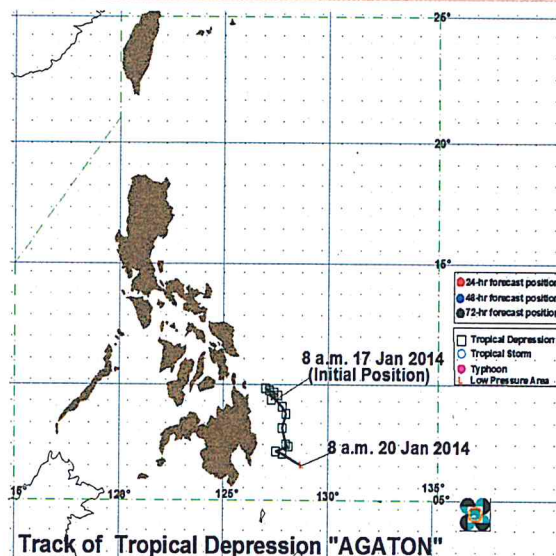 26°
20°
15°
24-hr forecast position
48-hr forecast position
72-hr forecast position
Tropical Depression
Tropical Storm
Typhoon
L Low Pressure Area
8 a.m. 17 Jan 2014
(Initial Position)
8 a.m. 20 Jan 2014
15°
120°
125°
130°
135°
05°
Track of Tropical Depression "AGATON"